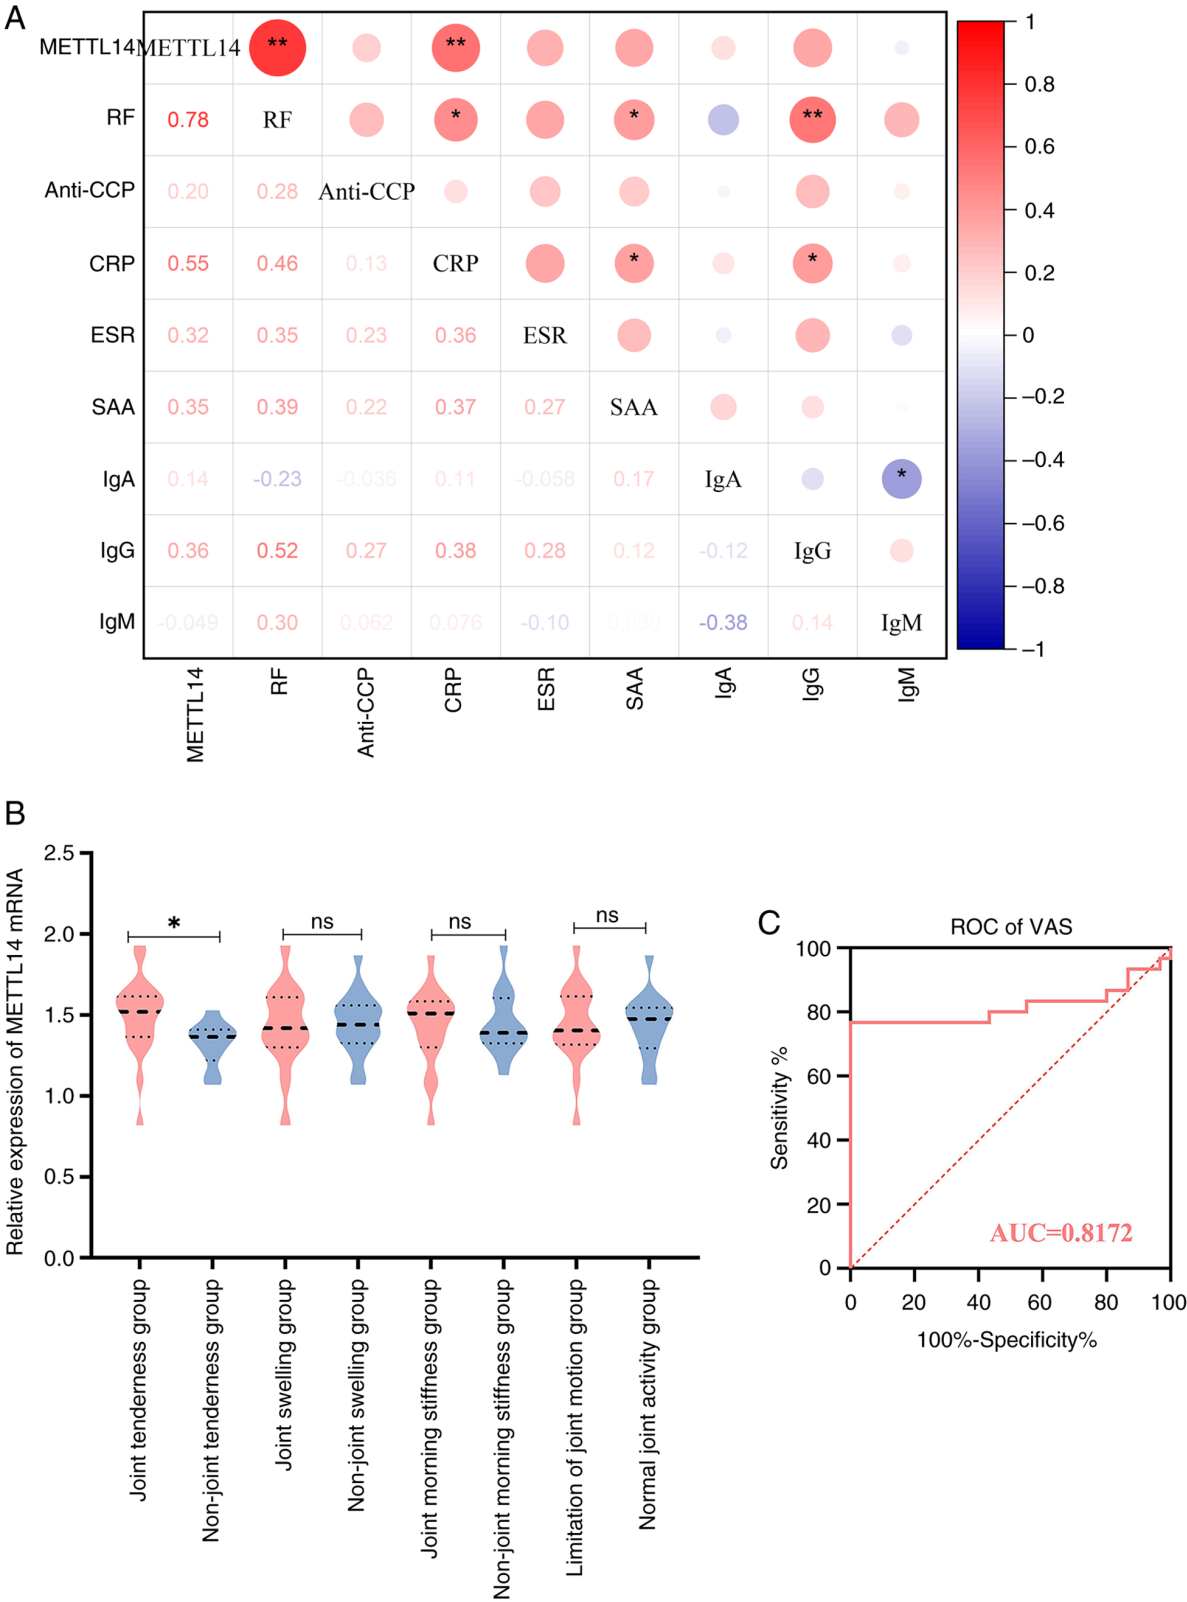 A
METTL14 METTL14 ** ** 1
0.8
RF 0.78 RF * * **
0.6
Anti-CCP 0.20 0.28 Anti-CCP
0.4
CRP 0.55 0.46 0.13 CRP * *
0.2
ESR 0.32 0.35 0.23 0.36 ESR
0
SAA 0.35 0.39 0.22 0.37 0.27 SAA
−0.2
IgA 0.14 -0.23 -0.036 0.11 -0.058 0.17 IgA *
−0.4
IgG 0.36 0.52 0.27 0.38 0.28 0.12 -0.12 IgG
−0.6
−0.8
IgM -0.049 0.30 0.062 0.076 -0.10 0.030 -0.38 0.14 IgM
−1
METTL14 RF Anti-CCP CRP ESR SAA IgA IgG IgM
B
Relative expression of METTL14 mRNA
2.5
2.0
1.5
1.0
0.5
0.0
* ns ns ns
Joint tenderness group
Non-joint tenderness group
Joint swelling group
Non-joint swelling group
Joint morning stiffness group
Non-joint morning stiffness group
Limitation of joint motion group
Normal joint activity group
C
ROC of VAS
Sensitivity %
100
80
60
40
20
0
AUC=0.8172
0 20 40 60 80 100
100%-Specificity%